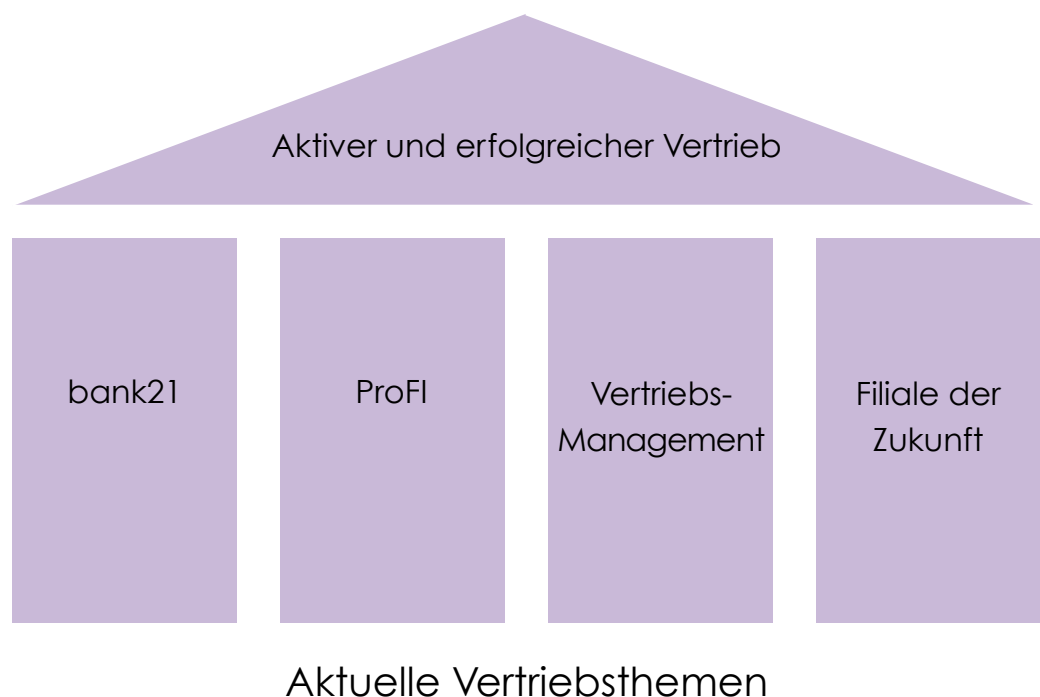 Aktiver und erfolgreicher Vertrieb
bank21
ProFI
Vertriebs-
Management
Filiale der
Zukunft
Aktuelle Vertriebsthemen